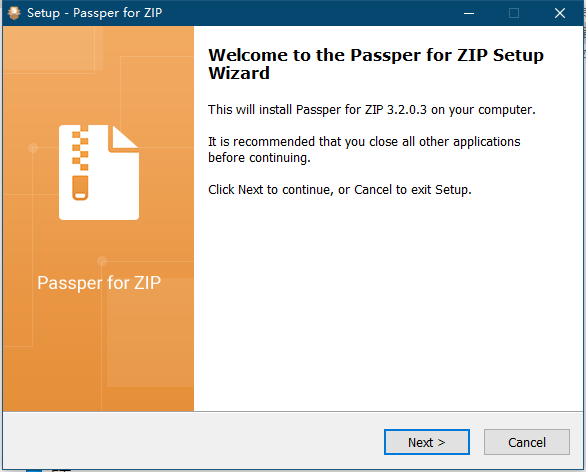 Setup - Passper for ZIP
Welcome to the Passper for ZIP Setup
Wizard
This will install Passper for ZIP 3.2.0.3 on your computer.
It is recommended that you close all other applications
before continuing.
Click Next to continue, or Cancel to exit Setup.
Passper for ZIP
Next >
Cancel